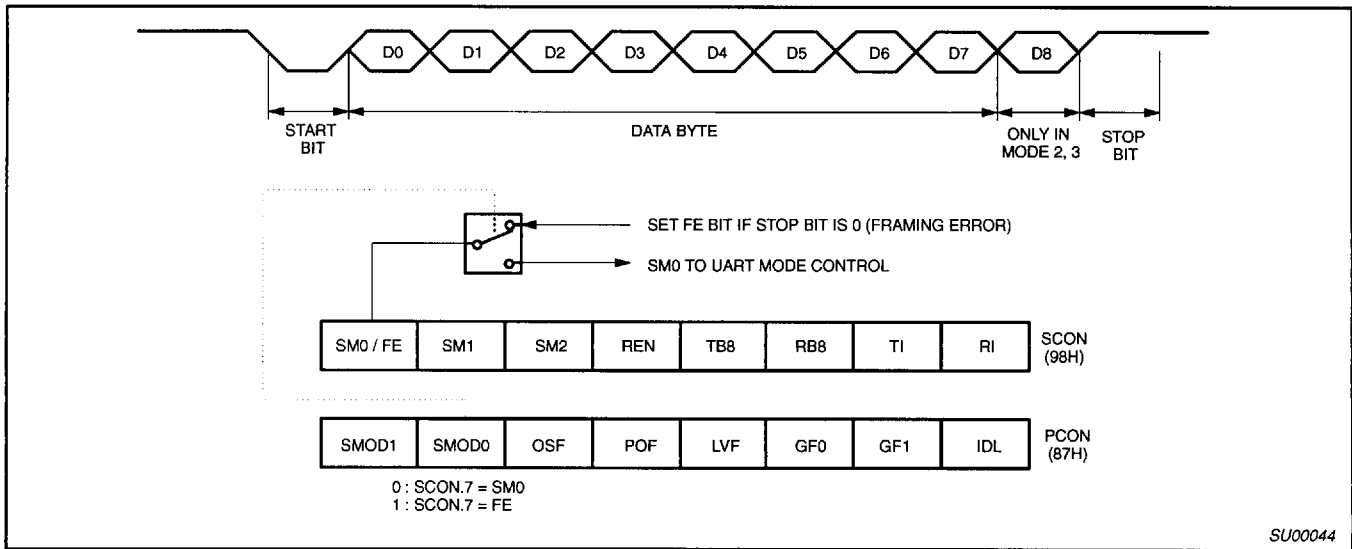 D0 D1 D2 D3 D4 D5 D6 D7 D8
START
BIT
DATA BYTE
ONLY IN
MODE 2, 3
STOP
BIT
SET FE BIT IF STOP BIT IS 0 (FRAMING ERROR)
SM0 TO UART MODE CONTROL
SM0 / FE SM1 SM2 REN TB8 RB8 TI RI
SCON
(98H)
SMOD1 SMOD0 OSF POF LVF GF0 GF1 IDL
PCON
(87H)
0 : SCON.7 = SM0
1 : SCON.7 = FE
SU00044